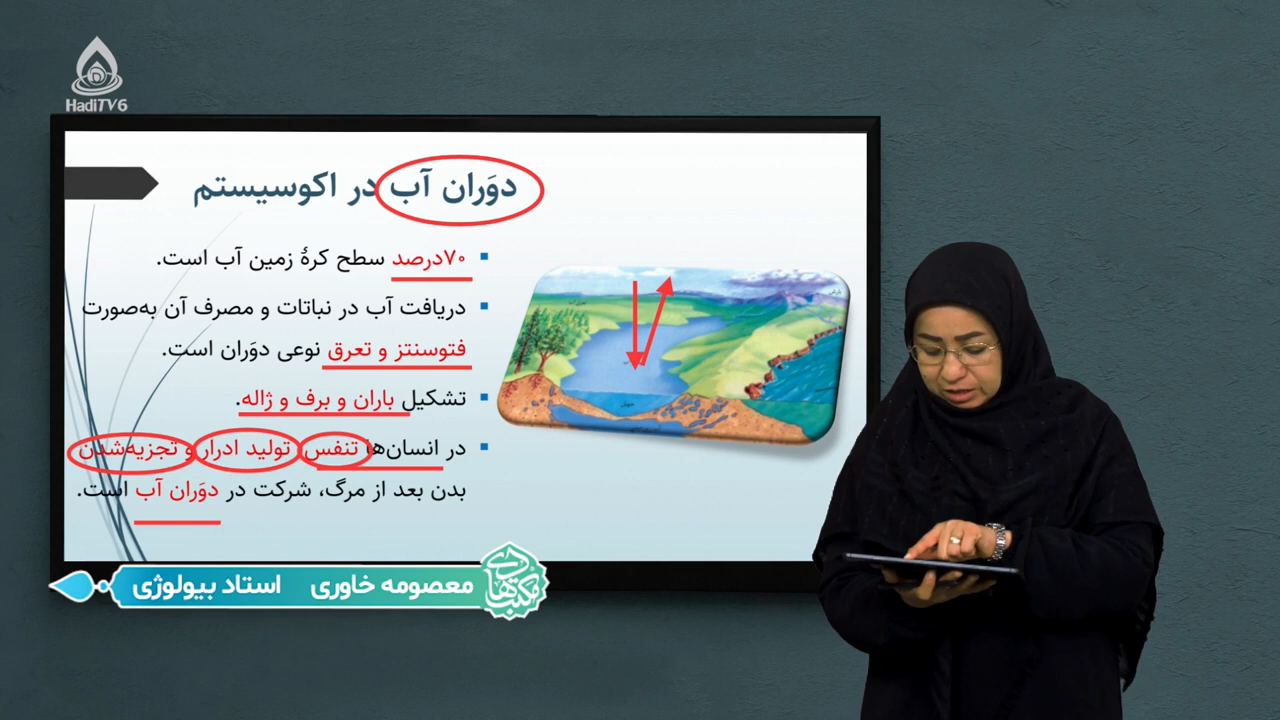 HadiTV6
دوَران آب در اکوسیستم
۷۰درصد سطح کرهٔ زمین آب است.
دریافت آب در نباتات و مصرف آن به‌صورت
فتوسنتز و تعرق نوعی دوَران است.
تشکیل باران و برف و ژاله.
در انسان‌ها تنفس، تولید ادرار و تجزیه‌شدن
بدن بعد از مرگ، شرکت در دوَران آب است.
معصومه خاوری استاد بیولوژی
مکتب‌هادی